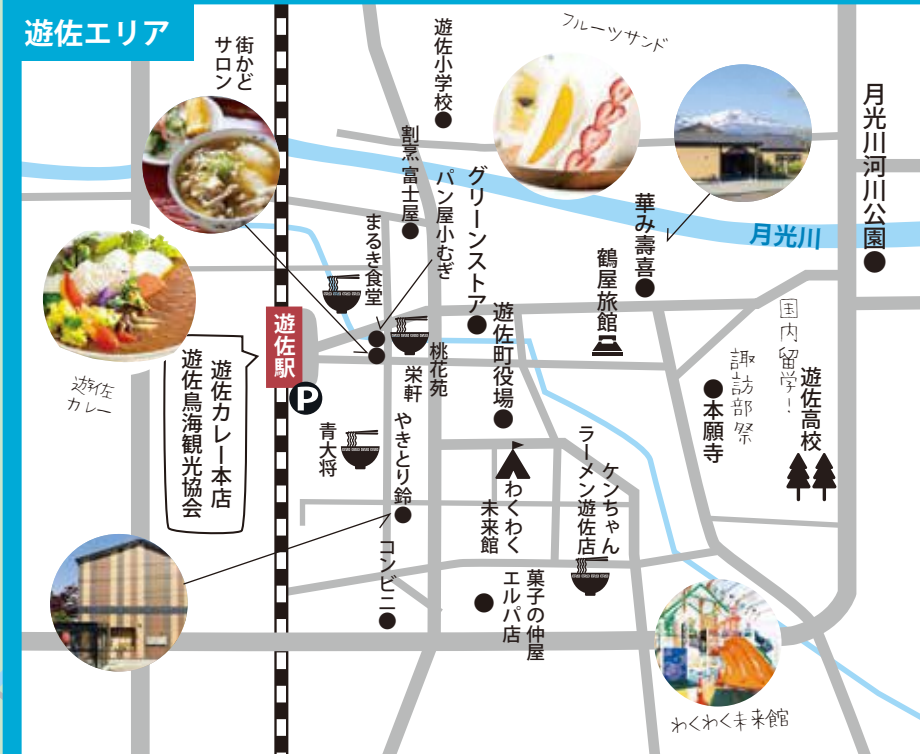 遊佐エリア
街かど
サロン
遊佐小学校
フルーツサンド
月光川河川公園
割烹 富士屋
パン屋小むぎ
グリーンストア
まるき食堂
華み壽喜
月光川
鶴屋旅館
遊佐駅
P
遊佐カレー本店
遊佐鳥海観光協会
遊佐
カレー
桃花苑
栄軒
遊佐町役場
国内留学!
諏訪部祭
遊佐高校
本願寺
青大将
やきとり鈴
わくわく
未来館
ケンちゃん
ラーメン遊佐店
コンビニ
菓子の仲屋
エルパ店
わくわく未来館